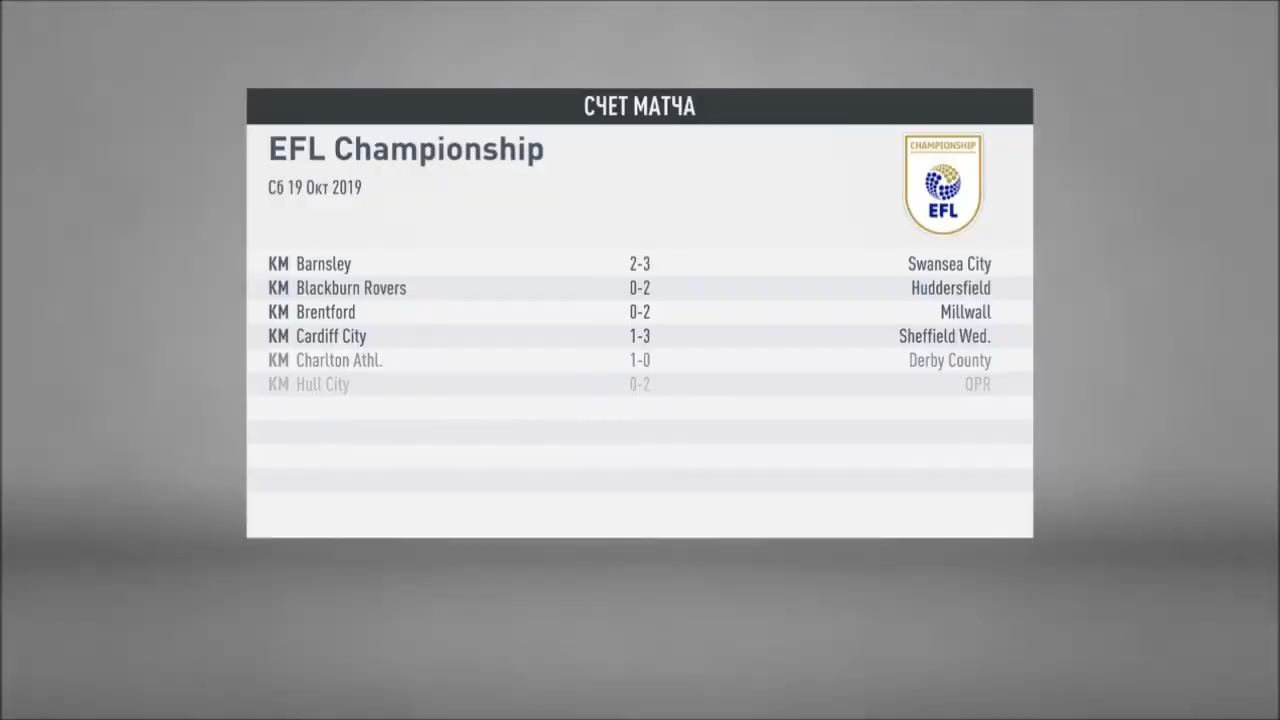 СЧЕТ МАТЧА
EFL Championship
Сб 19 Окт 2019
CHAMPIONSHIP
EFL
КМ Barnsley 2-3 Swansea City
КМ Blackburn Rovers 0-2 Huddersfield
КМ Brentford 0-2 Millwall
КМ Cardiff City 1-3 Sheffield Wed.
КМ Charlton Athl. 1-0 Derby County
КМ Hull City 0-2 QPR